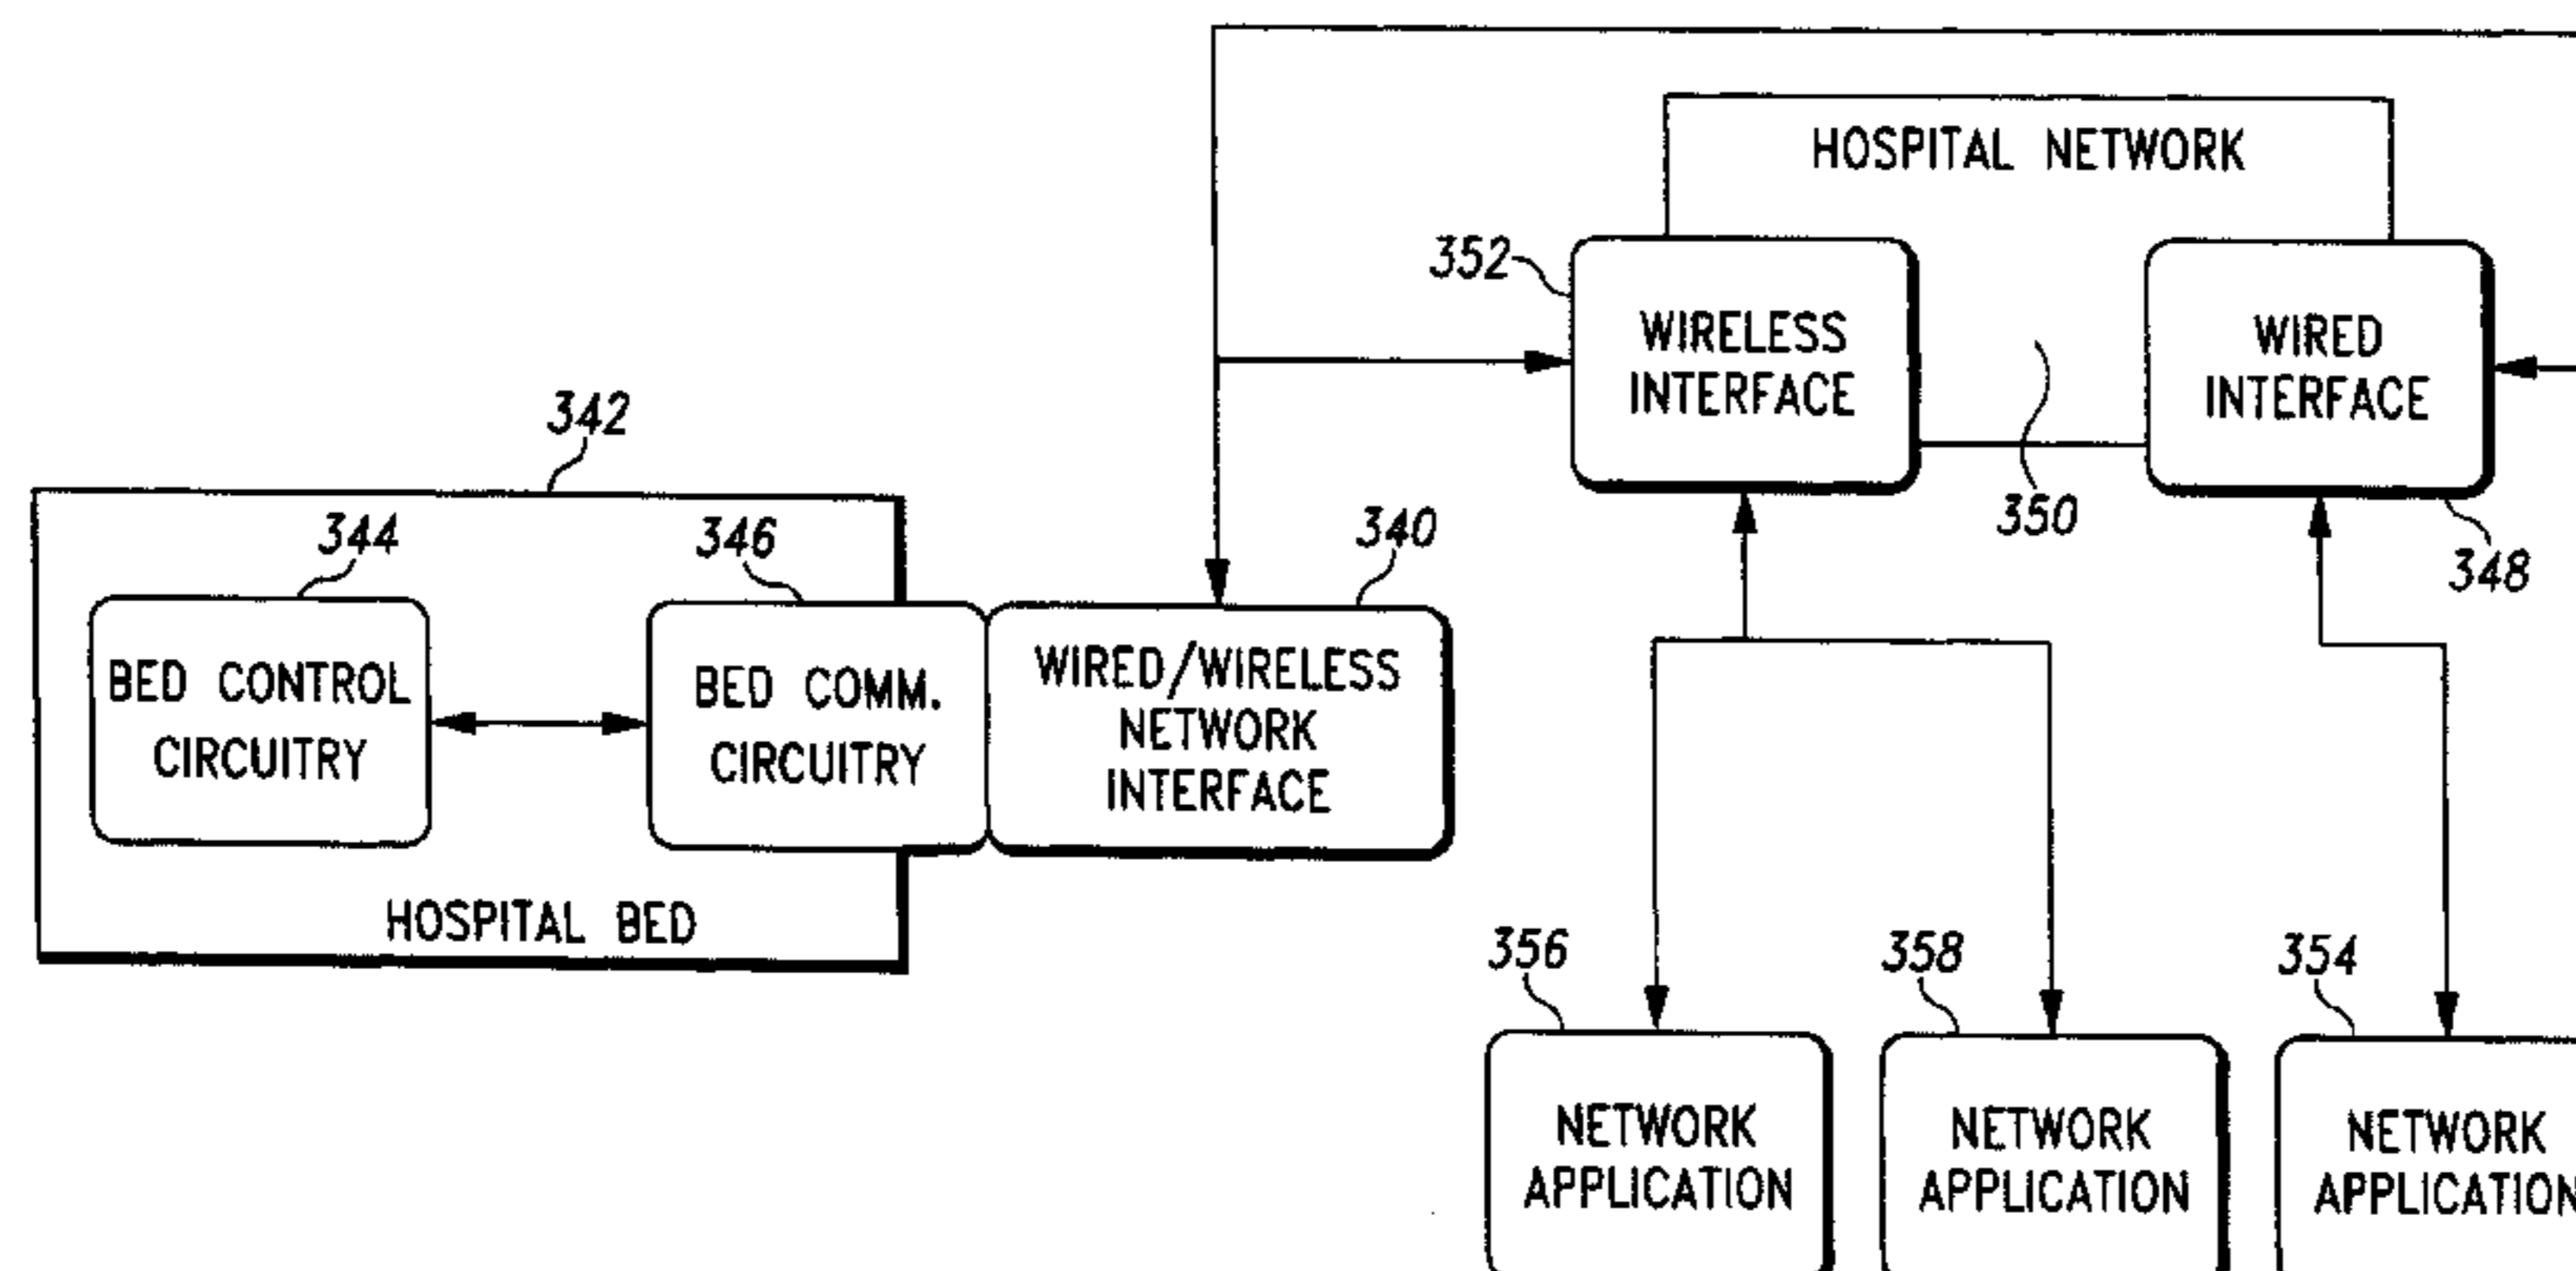 HOSPITAL NETWORK
352
WIRELESS
INTERFACE
WIRED
INTERFACE
350
348
342
344
346
340
BED CONTROL
CIRCUITRY
BED COMM.
CIRCUITRY
WIRED/WIRELESS
NETWORK
INTERFACE
HOSPITAL BED
356
358
354
NETWORK
APPLICATION
NETWORK
APPLICATION
NETWORK
APPLICATION